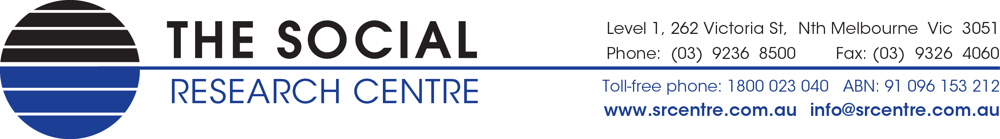 THE SOCIAL
RESEARCH CENTRE
Level 1, 262 Victoria St, Nth Melbourne Vic 3051
Phone: (03) 9236 8500 Fax: (03) 9326 4060
Toll-free phone: 1800 023 040 ABN: 91 096 153 212
www.srcentre.com.au info@srcentre.com.au